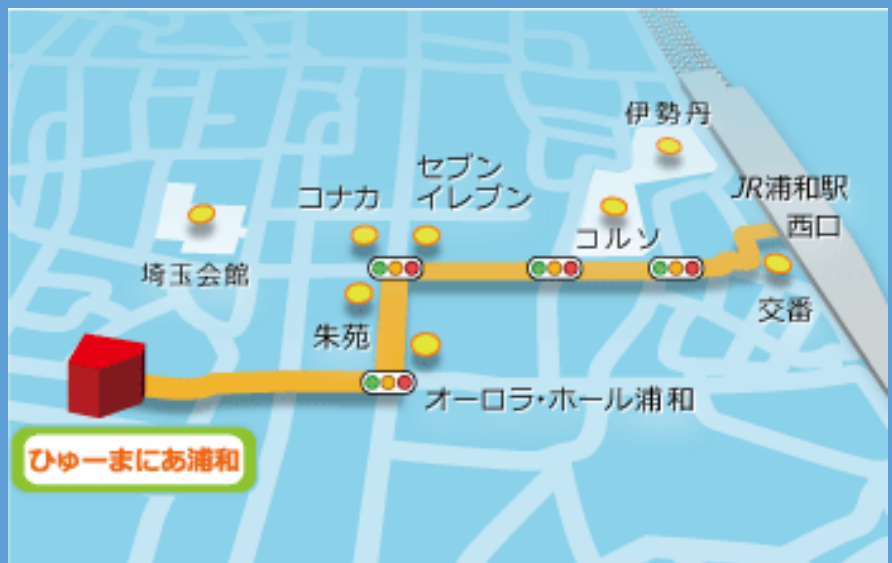 伊勢丹
セブン
イレブン
コナカ
JR浦和駅
西口
コルソ
埼玉会館
交番
朱苑
オーロラ・ホール浦和
ひゅーまにあ浦和